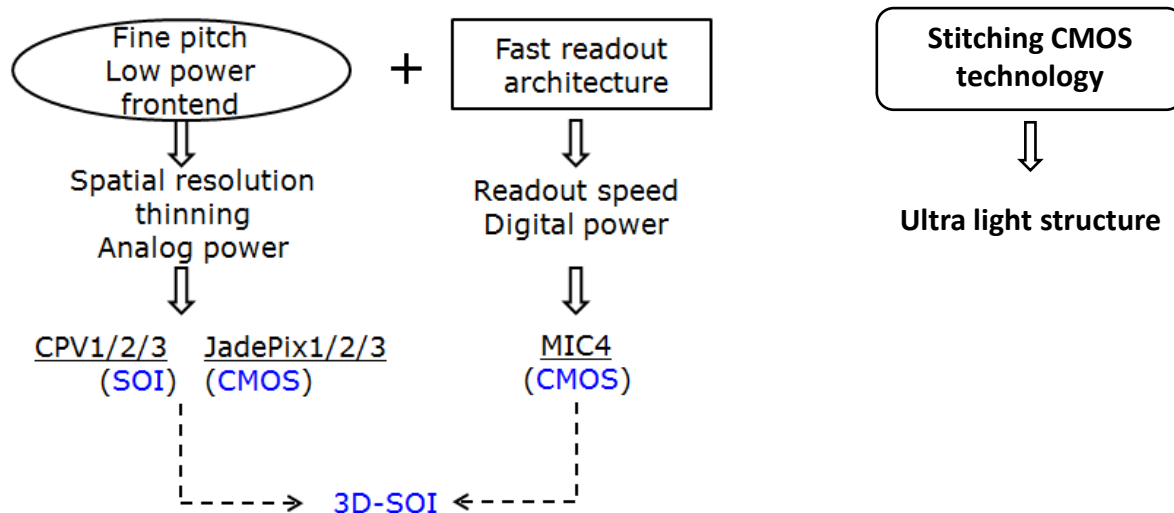 Fine pitch
Low power
frontend
+
Fast readout
architecture
Stitching CMOS
technology
Spatial resolution
thinning
Analog power
Readout speed
Digital power
Ultra light structure
CPV1/2/3 JadePix1/2/3
(SOI) (CMOS)
MIC4
(CMOS)
3D-SOI